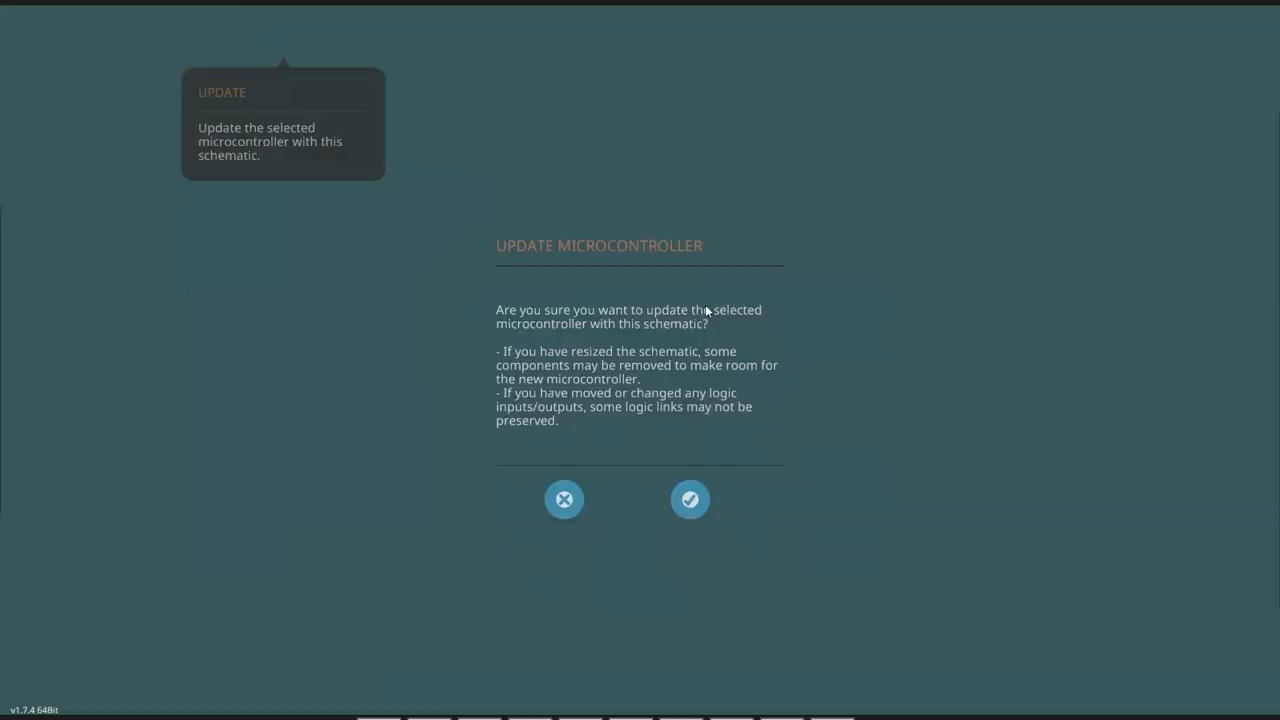 UPDATE
Update the selected
microcontroller with this
schematic.
UPDATE MICROCONTROLLER
Are you sure you want to update the selected
microcontroller with this schematic?
- If you have resized the schematic, some
components may be removed to make room for
the new microcontroller.
- If you have moved or changed any logic
inputs/outputs, some logic links may not be
preserved.
v1.7.4 64Bit